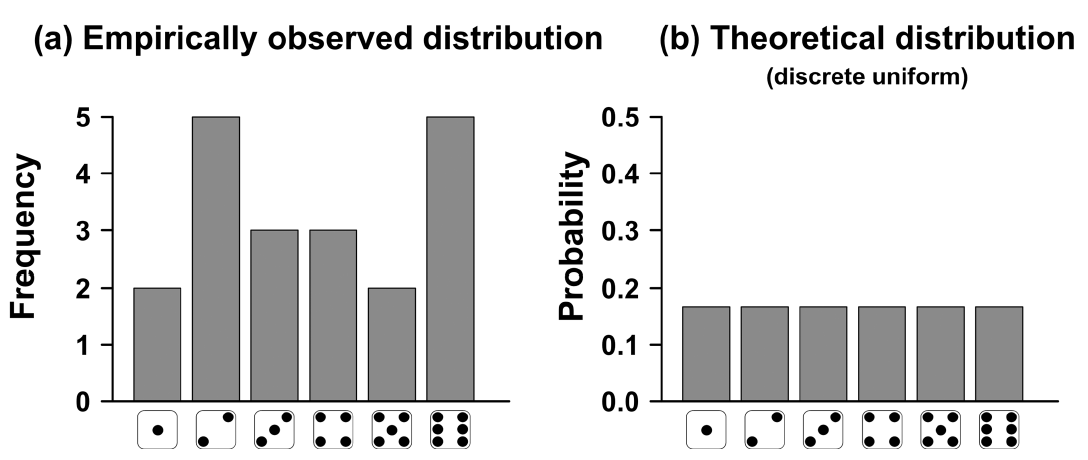 (a) Empirically observed distribution
Frequency
5
4
3
2
1
0
(b) Theoretical distribution
(discrete uniform)
Probability
0.5
0.4
0.3
0.2
0.1
0.0